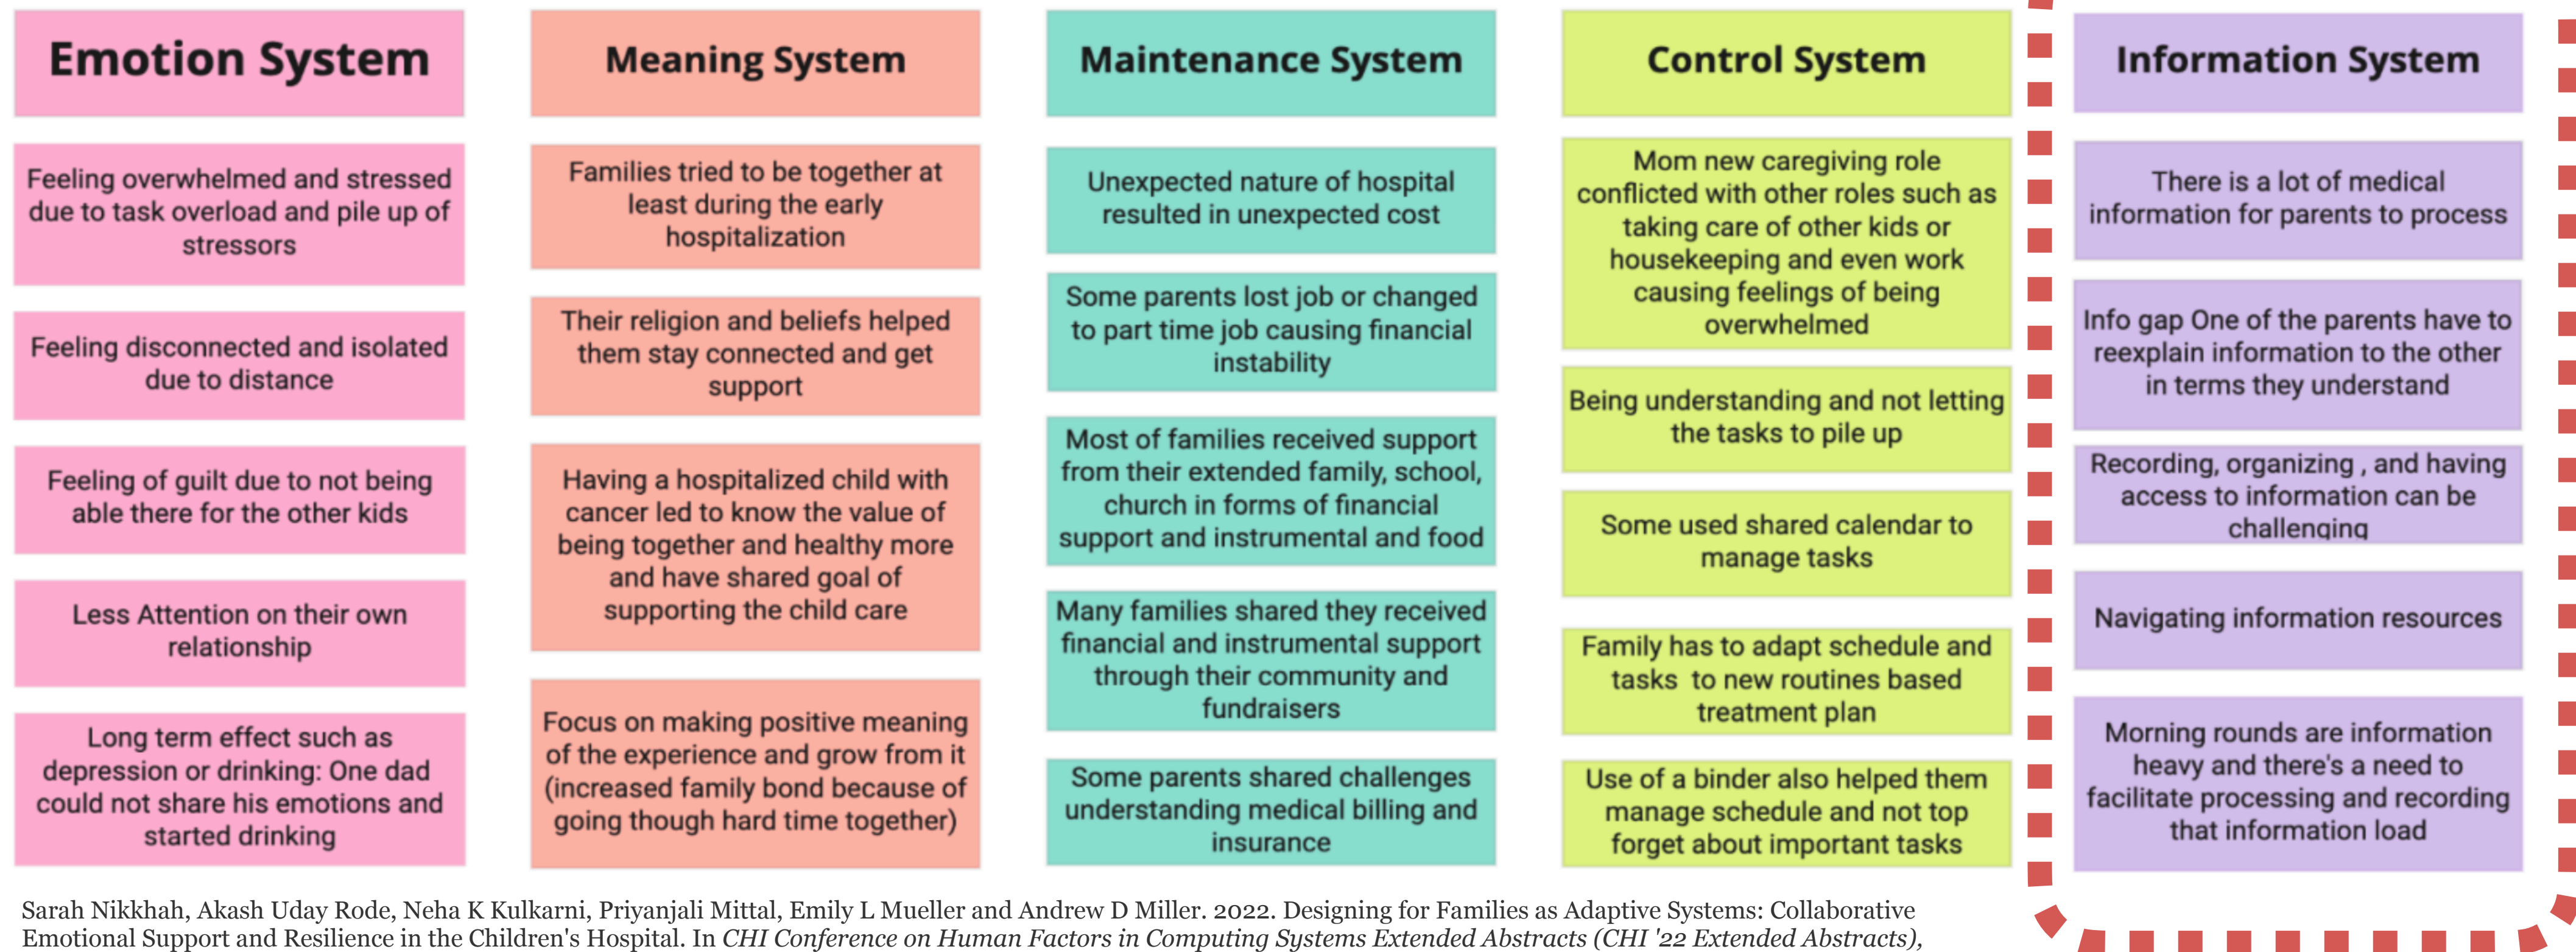 Emotion System
Feeling overwhelmed and stressed
due to task overload and pile up of
stressors
Feeling disconnected and isolated
due to distance
Feeling of guilt due to not being
able there for the other kids
Less Attention on their own
relationship
Long term effect such as
depression or drinking: One dad
could not share his emotions and
started drinking
Meaning System
Families tried to be together at
least during the early
hospitalization
Their religion and beliefs helped
them stay connected and get
support
Having a hospitalized child with
cancer led to know the value of
being together and healthy more
and have shared goal of
supporting the child care
Focus on making positive meaning
of the experience and grow from it
(increased family bond because of
going though hard time together)
Maintenance System
Unexpected nature of hospital
resulted in unexpected cost
Some parents lost job or changed
to part time job causing financial
instability
Most of families received support
from their extended family, school,
church in forms of financial
support and instrumental and food
Many families shared they received
financial and instrumental support
through their community and
fundraisers
Some parents shared challenges
understanding medical billing and
insurance
Control System
Mom new caregiving role
conflicted with other roles such as
taking care of other kids or
housekeeping and even work
causing feelings of being
overwhelmed
Being understanding and not letting
the tasks to pile up
Some used shared calendar to
manage tasks
Family has to adapt schedule and
tasks to new routines based
treatment plan
Use of a binder also helped them
manage schedule and not top
forget about important tasks
Information System
There is a lot of medical
information for parents to process
Info gap One of the parents have to
reexplain information to the other
in terms they understand
Recording, organizing , and having
access to information can be
challenging
Navigating information resources
Morning rounds are information
heavy and there's a need to
facilitate processing and recording
that information load
Sarah Nikkhah, Akash Uday Rode, Neha K Kulkarni, Priyanjali Mittal, Emily L Mueller and Andrew D Miller. 2022. Designing for Families as Adaptive Systems: Collaborative
Emotional Support and Resilience in the Children's Hospital. In CHI Conference on Human Factors in Computing Systems Extended Abstracts (CHI '22 Extended Abstracts),